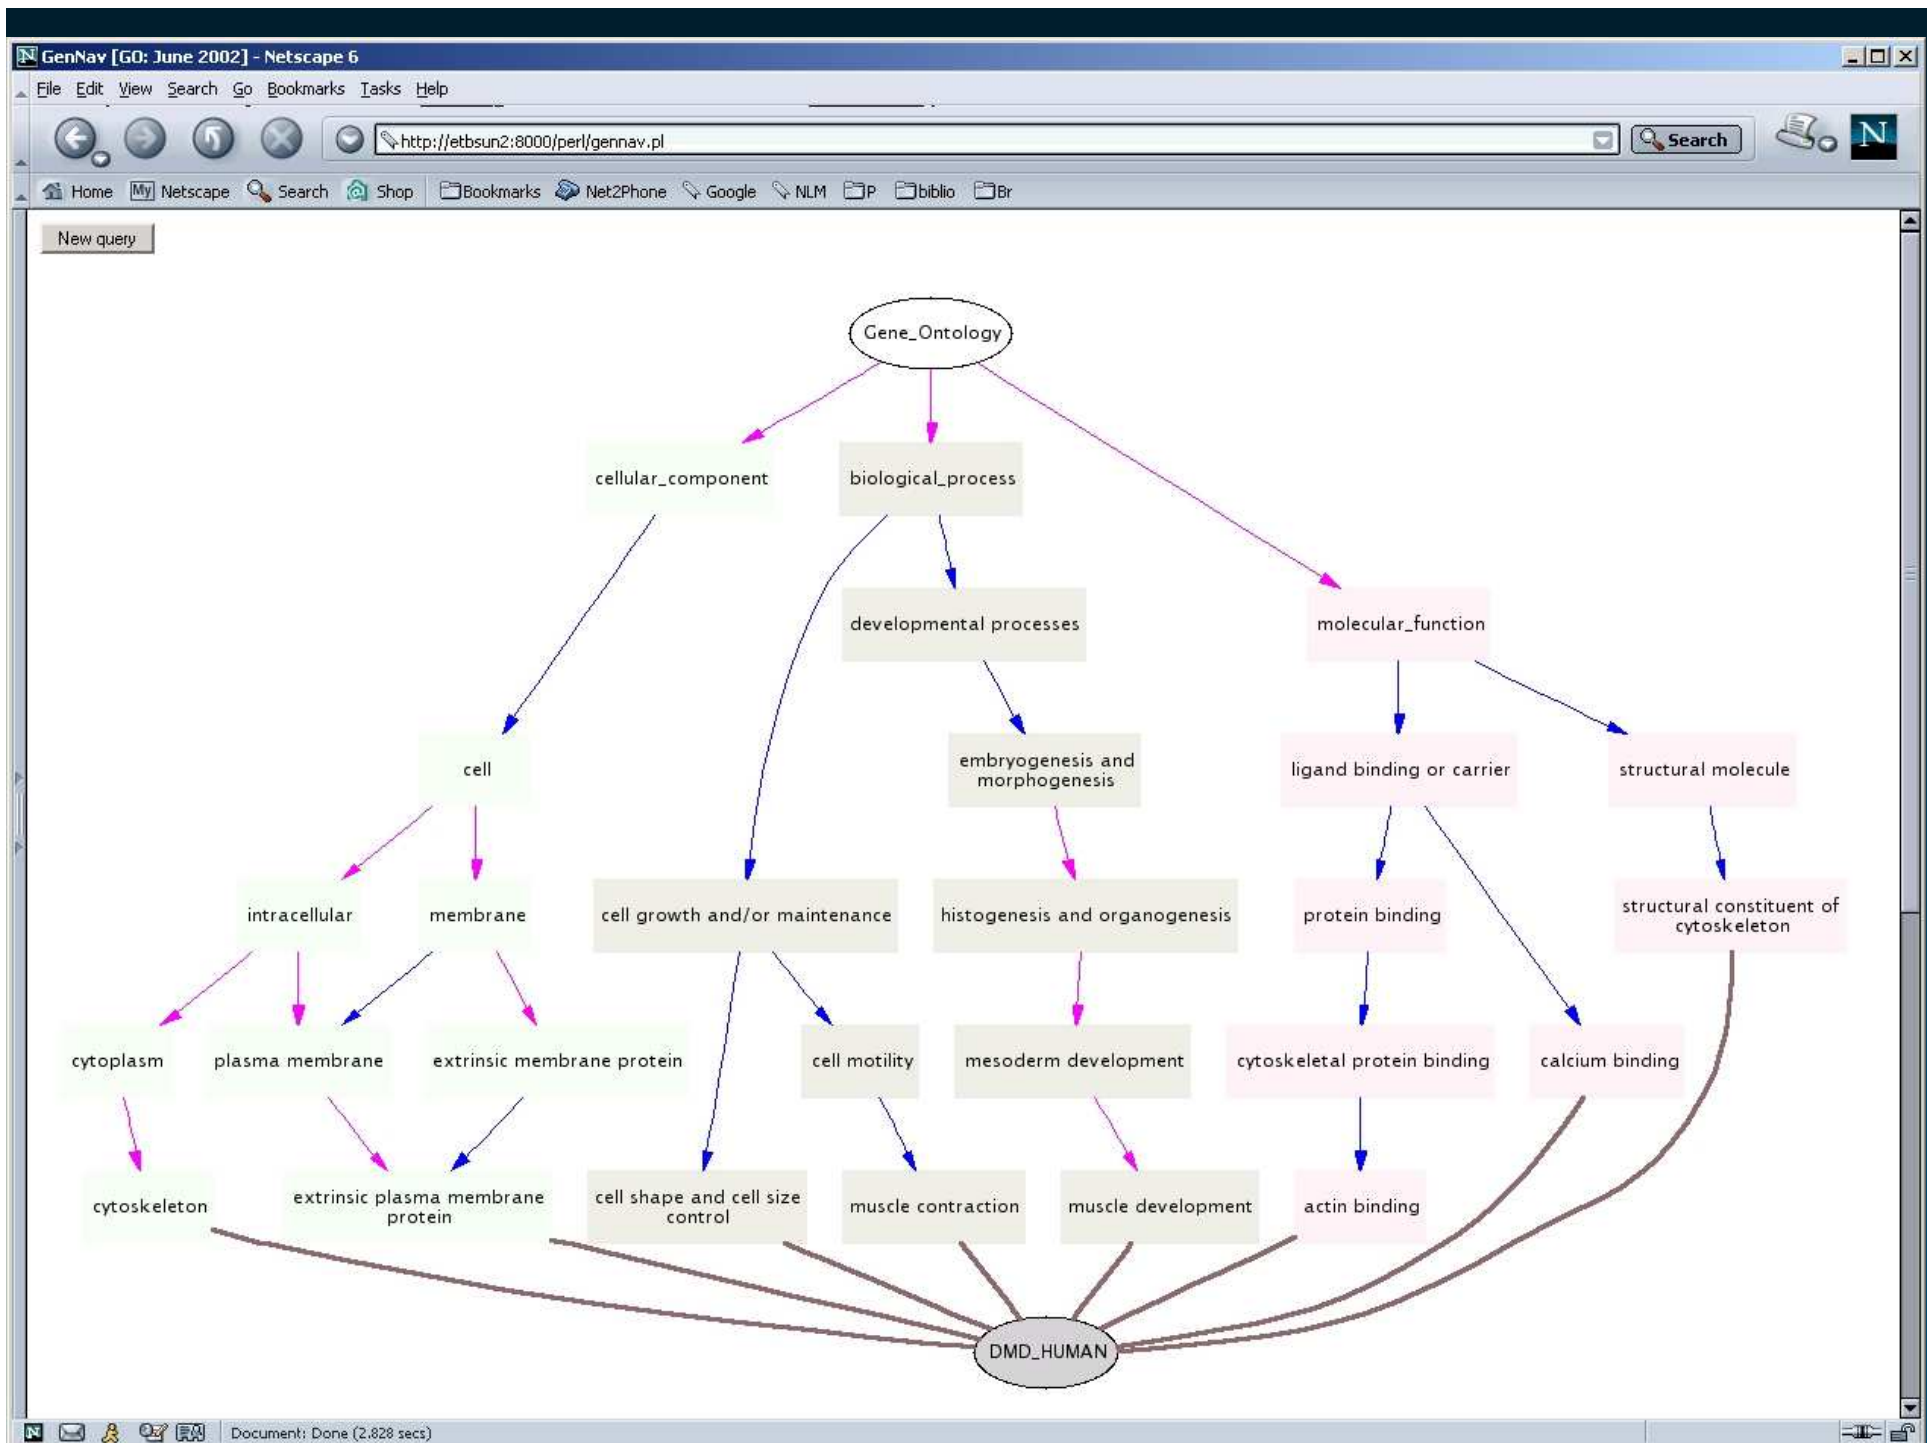 GenNav [GO: June 2002] - Netscape 6
File Edit View Search Go Bookmarks Tasks Help
http://etbsun2:8000/perl/gennav.pl
Search
N
Home My Netscape Search Shop Bookmarks Net2Phone Google NLM P biblio Br
New query
Gene_Ontology
cellular_component
biological_process
developmental processes
molecular_function
cell
embryogenesis and
morphogenesis
ligand binding or carrier
structural molecule
intracellular
membrane
cell growth and/or maintenance
histogenesis and organogenesis
protein binding
structural constituent of
cytoskeleton
cytoplasm
plasma membrane
extrinsic membrane protein
cell motility
mesoderm development
cytoskeletal protein binding
calcium binding
cytoskeleton
extrinsic plasma membrane
protein
cell shape and cell size
control
muscle contraction
muscle development
actin binding
DMD_HUMAN
Document: Done (2.828 secs)